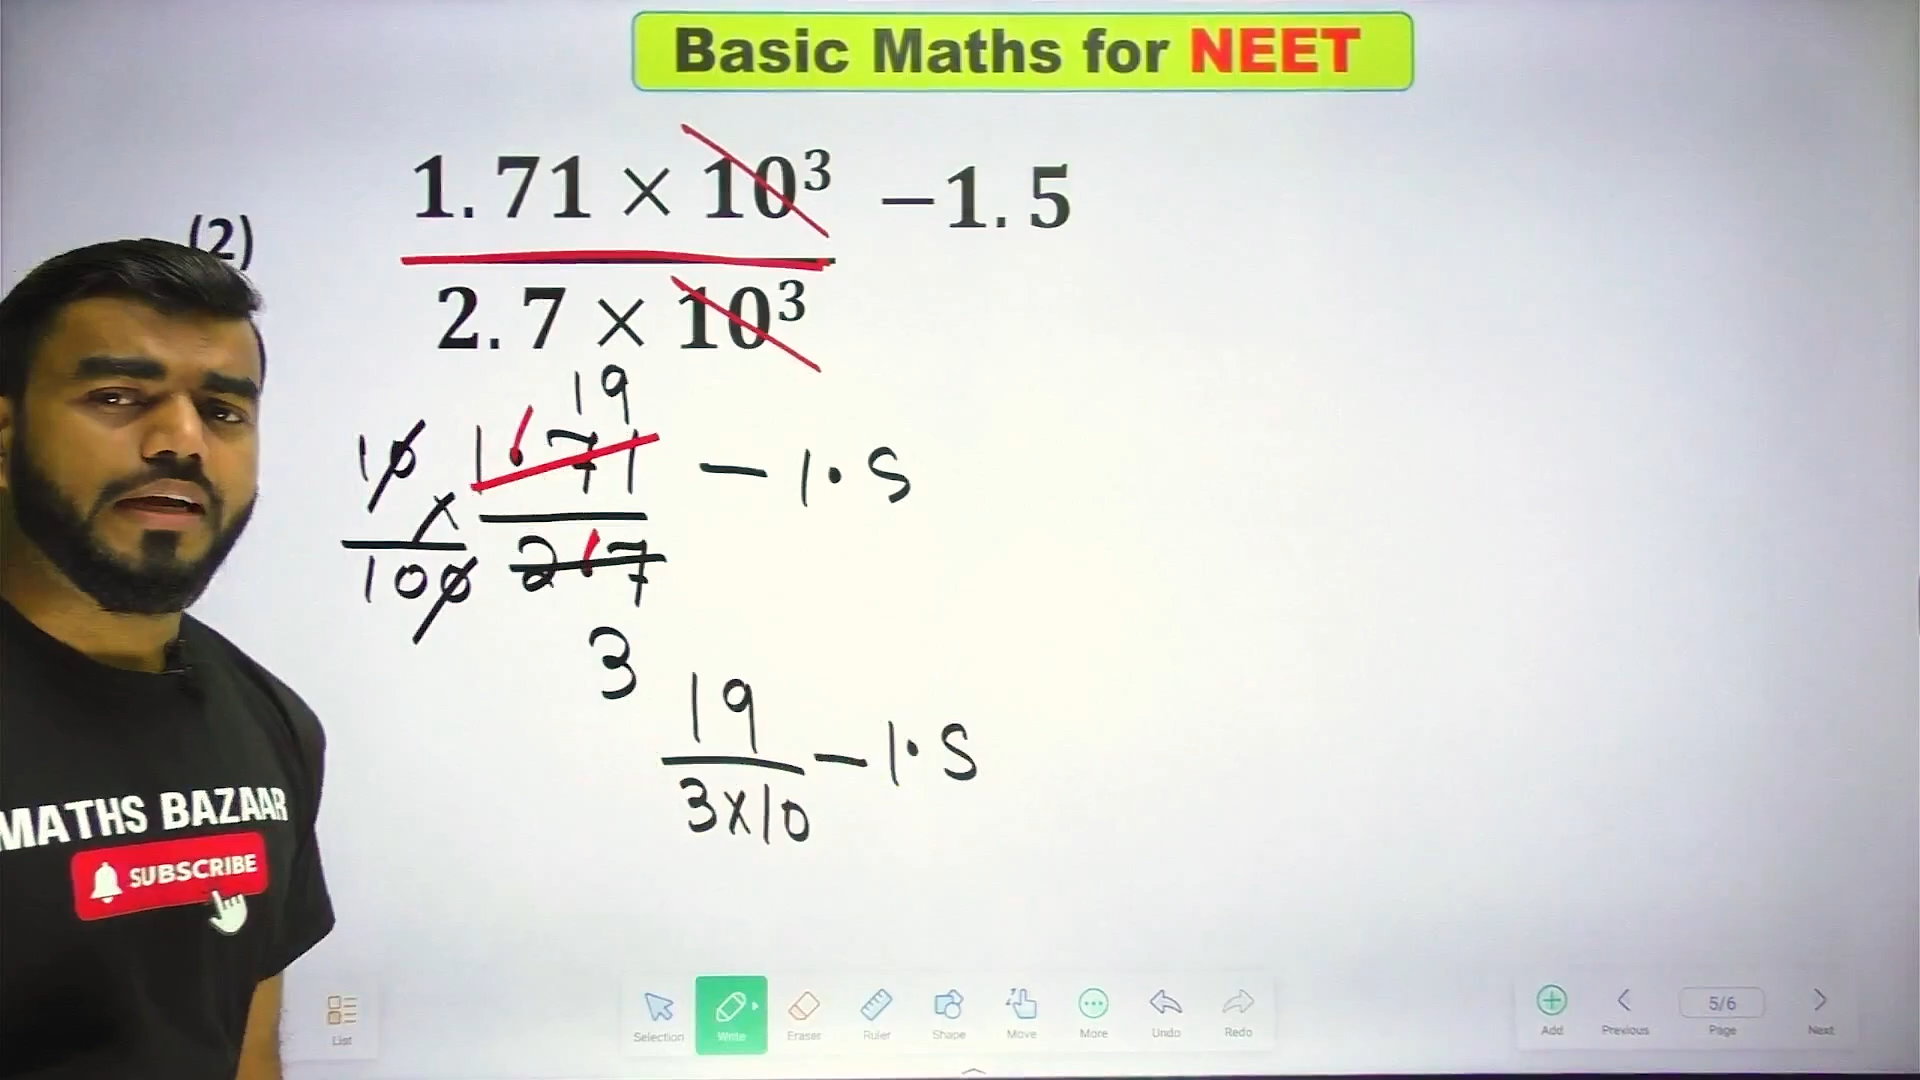 Basic Maths for NEET
(2)
1.71 × 10³ −1.5
2.7 × 10³
19
10 × 1.71 − 1.5
100 2.7
3
19 − 1.5
3×10
MATHS BAZAAR
SUBSCRIBE
List
Selection
Write
Eraser
Ruler
Shape
Move
More
Undo
Redo
Add
Previous
5/6
Page
Next